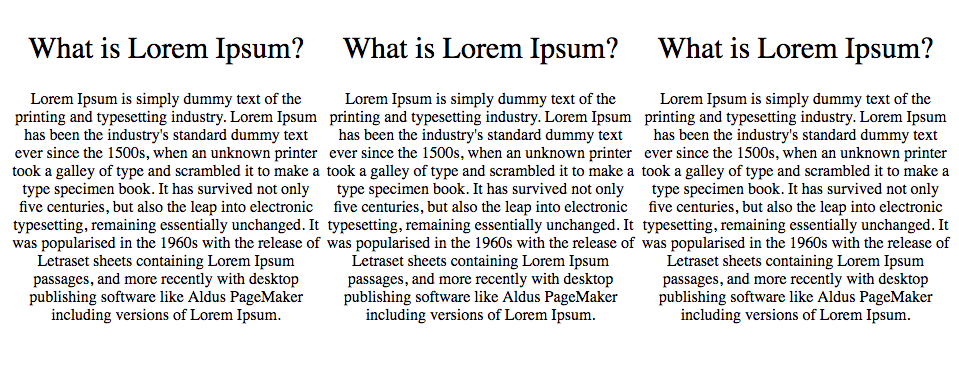 What is Lorem Ipsum?
Lorem Ipsum is simply dummy text of the
printing and typesetting industry. Lorem Ipsum
has been the industry's standard dummy text
ever since the 1500s, when an unknown printer
took a galley of type and scrambled it to make a
type specimen book. It has survived not only
five centuries, but also the leap into electronic
typesetting, remaining essentially unchanged. It
was popularised in the 1960s with the release of
Letraset sheets containing Lorem Ipsum
passages, and more recently with desktop
publishing software like Aldus PageMaker
including versions of Lorem Ipsum.
What is Lorem Ipsum?
Lorem Ipsum is simply dummy text of the
printing and typesetting industry. Lorem Ipsum
has been the industry's standard dummy text
ever since the 1500s, when an unknown printer
took a galley of type and scrambled it to make a
type specimen book. It has survived not only
five centuries, but also the leap into electronic
typesetting, remaining essentially unchanged. It
was popularised in the 1960s with the release of
Letraset sheets containing Lorem Ipsum
passages, and more recently with desktop
publishing software like Aldus PageMaker
including versions of Lorem Ipsum.
What is Lorem Ipsum?
Lorem Ipsum is simply dummy text of the
printing and typesetting industry. Lorem Ipsum
has been the industry's standard dummy text
ever since the 1500s, when an unknown printer
took a galley of type and scrambled it to make a
type specimen book. It has survived not only
five centuries, but also the leap into electronic
typesetting, remaining essentially unchanged. It
was popularised in the 1960s with the release of
Letraset sheets containing Lorem Ipsum
passages, and more recently with desktop
publishing software like Aldus PageMaker
including versions of Lorem Ipsum.